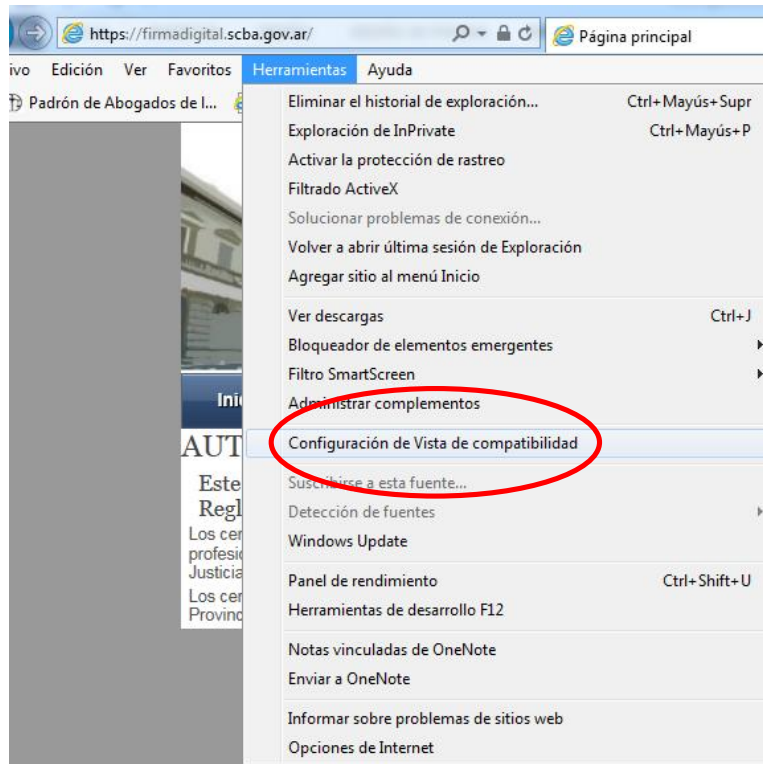 https://firmadigital.scba.gov.ar/ Página principal
ivo Edición Ver Favoritos Herramientas Ayuda
Padrón de Abogados de l...
Eliminar el historial de exploración... Ctrl+Mayús+Supr
Exploración de InPrivate Ctrl+Mayús+P
Activar la protección de rastreo
Filtrado ActiveX
Solucionar problemas de conexión...
Volver a abrir última sesión de Exploración
Agregar sitio al menú Inicio
Ver descargas Ctrl+J
Bloqueador de elementos emergentes
Filtro SmartScreen
Administrar complementos
Configuración de Vista de compatibilidad
Suscribirse a esta fuente...
Detección de fuentes
Windows Update
Panel de rendimiento Ctrl+Shift+U
Herramientas de desarrollo F12
Notas vinculadas de OneNote
Enviar a OneNote
Informar sobre problemas de sitios web
Opciones de Internet
Ini
AUT
Este
Regl
Los cer
profesio
Justicia
Los cer
Provinc